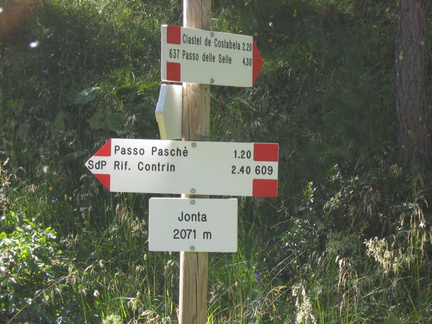 Ciastel de Costabela 2.20
637 Passo delle Selle 4.30
Passo Paschè 1.20
SdP Rif. Contrin 2.40 609
Jonta
2071 m